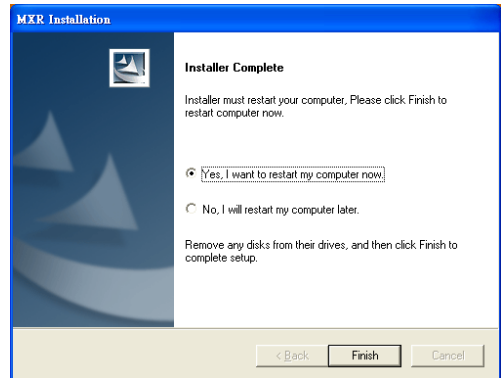 MXR Installation
Installer Complete
Installer must restart your computer, Please click Finish to
restart computer now.
Yes, I want to restart my computer now.
No, I will restart my computer later.
Remove any disks from their drives, and then click Finish to
complete setup.
< Back
Finish
Cancel